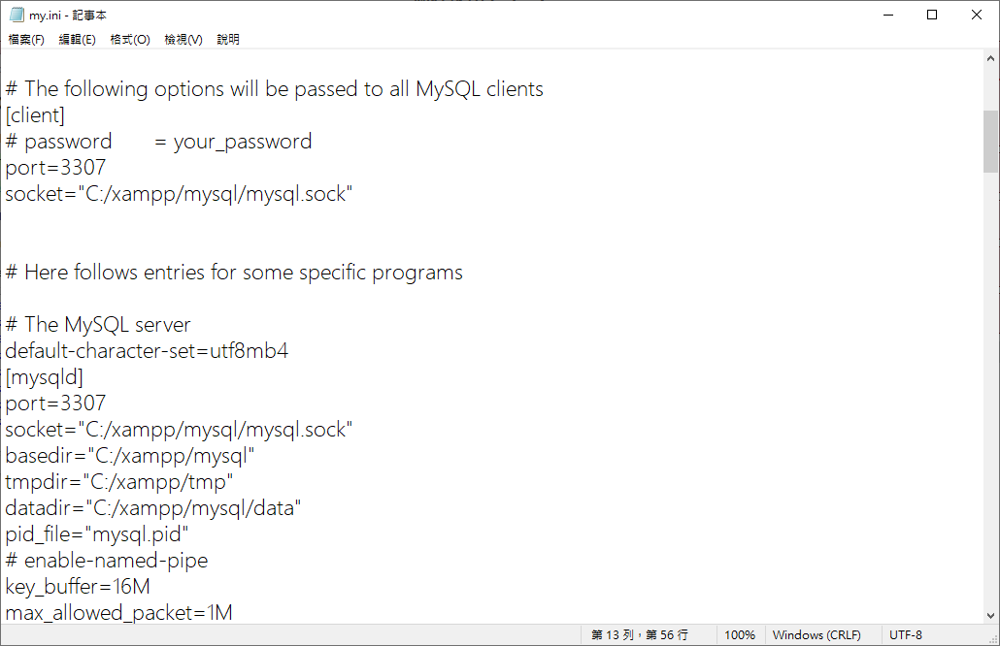 my.ini - 記事本
檔案(F) 編輯(E) 格式(O) 檢視(V) 說明
# The following options will be passed to all MySQL clients
[client]
# password       = your_password
port=3307
socket="C:/xampp/mysql/mysql.sock"
# Here follows entries for some specific programs
# The MySQL server
default-character-set=utf8mb4
[mysqld]
port=3307
socket="C:/xampp/mysql/mysql.sock"
basedir="C:/xampp/mysql"
tmpdir="C:/xampp/tmp"
datadir="C:/xampp/mysql/data"
pid_file="mysql.pid"
# enable-named-pipe
key_buffer=16M
max_allowed_packet=1M
第 13 列，第 56 行 100% Windows (CRLF) UTF-8